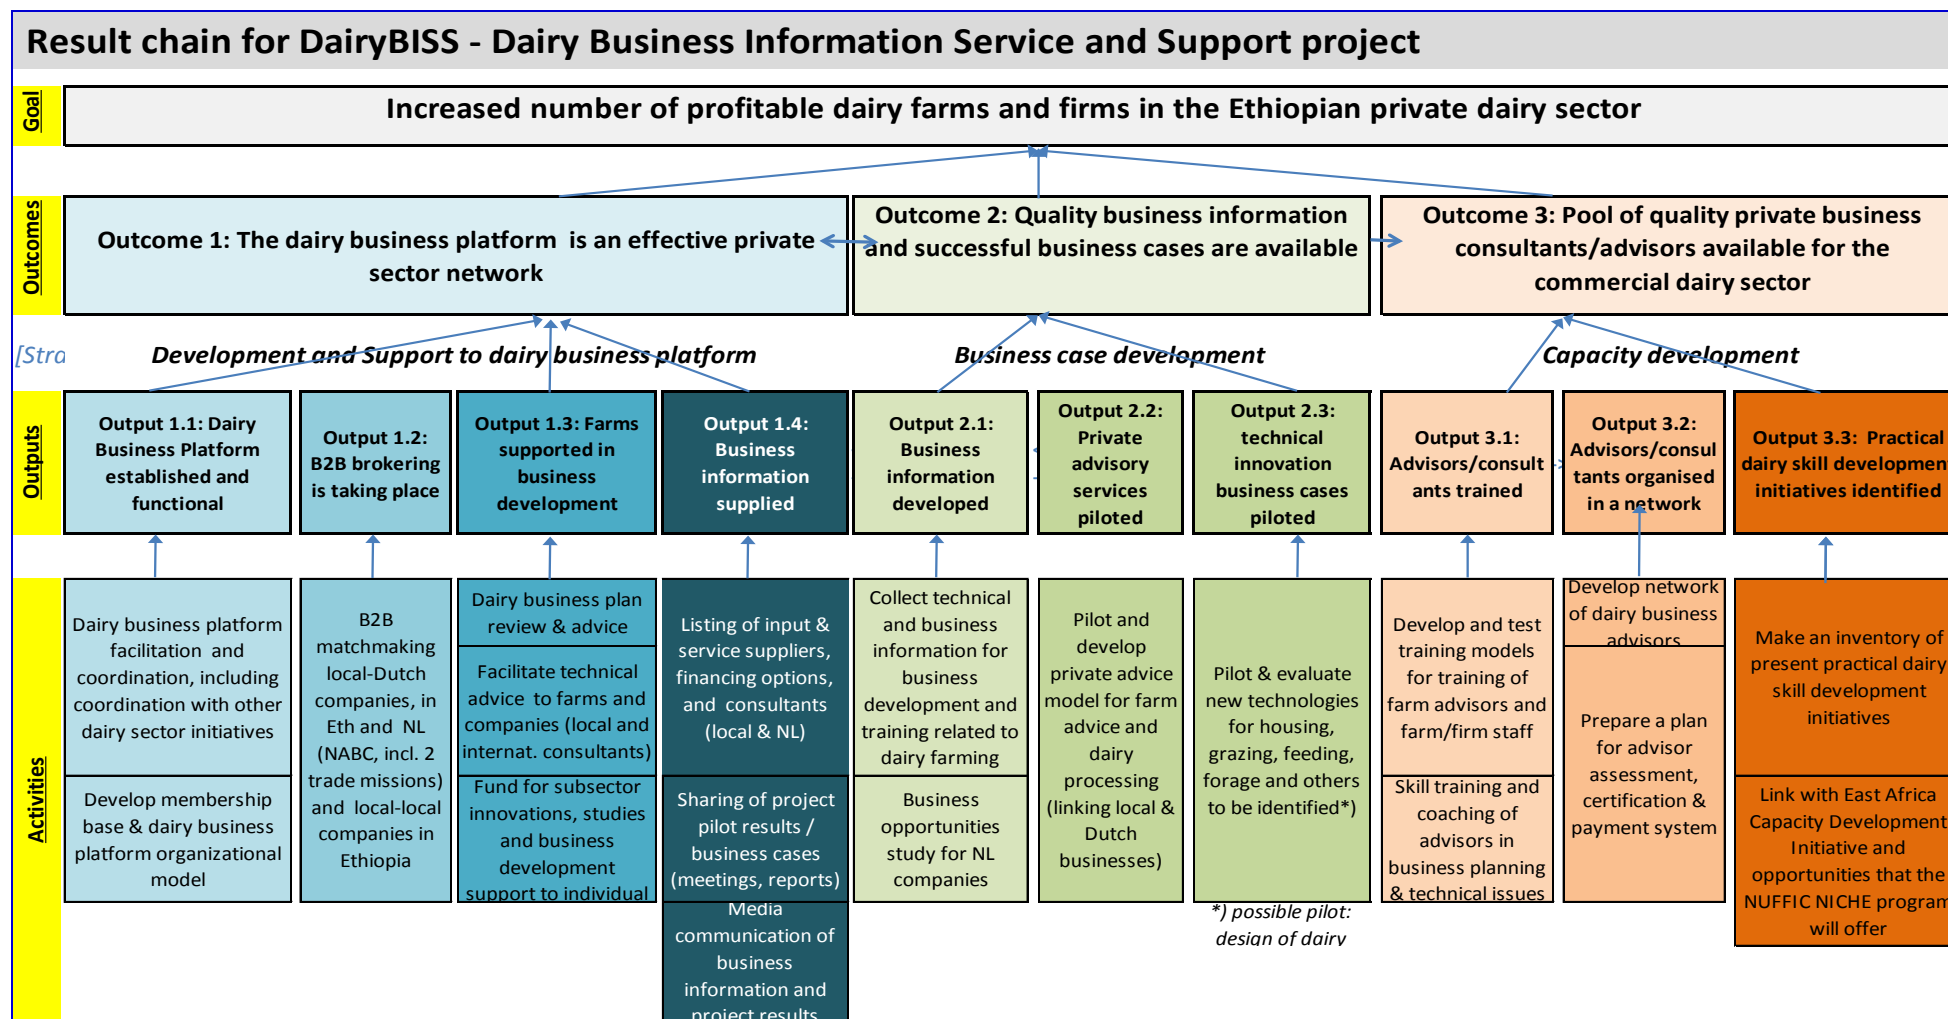 Result chain for DairyBISS - Dairy Business Information Service and Support project
Goal
Increased number of profitable dairy farms and firms in the Ethiopian private dairy sector
Outcomes
Outcome 1: The dairy business platform is an effective private
sector network
Outcome 2: Quality business information
and successful business cases are available
Outcome 3: Pool of quality private business
consultants/advisors available for the
commercial dairy sector
[Stra
Development and Support to dairy business platform
Business case development
Capacity development
Outputs
Output 1.1: Dairy
Business Platform
established and
functional
Output 1.2:
B2B brokering
is taking place
Output 1.3: Farms
supported in
business
development
Output 1.4:
Business
information
supplied
Output 2.1:
Business
information
developed
Output 2.2:
Private
advisory
services
piloted
Output 2.3:
technical
innovation
business cases
piloted
Output 3.1:
Advisors/consult
ants trained
Output 3.2:
Advisors/consul
tants organised
in a network
Output 3.3: Practical
dairy skill development
initiatives identified
Activities
Dairy business platform
facilitation and
coordination, including
coordination with other
dairy sector initiatives
Develop membership
base & dairy business
platform organizational
model
B2B
matchmaking
local-Dutch
companies, in
Eth and NL
(NABC, incl. 2
trade missions)
and local-local
companies in
Ethiopia
Dairy business plan
review & advice
Facilitate technical
advice to farms and
companies (local and
internat. consultants)
Fund for subsector
innovations, studies
and business
development
support to individual
Listing of input &
service suppliers,
financing options,
and consultants
(local & NL)
Sharing of project
pilot results /
business cases
(meetings, reports)
Media
communication of
business
information and
project results
Collect technical
and business
information for
business
development and
training related to
dairy farming
Business
opportunities
study for NL
companies
Pilot and
develop
private advice
model for farm
advice and
dairy
processing
(linking local &
Dutch
businesses)
Pilot & evaluate
new technologies
for housing,
grazing, feeding,
forage and others
to be identified*)
*) possible pilot:
design of dairy
Develop and test
training models
for training of
farm advisors and
farm/firm staff
Skill training and
coaching of
advisors in
business planning
& technical issues
Develop network
of dairy business
advisors
Prepare a plan
for advisor
assessment,
certification &
payment system
Make an inventory of
present practical dairy
skill development
initiatives
Link with East Africa
Capacity Development
Initiative and
opportunities that the
NUFFIC NICHE program
will offer